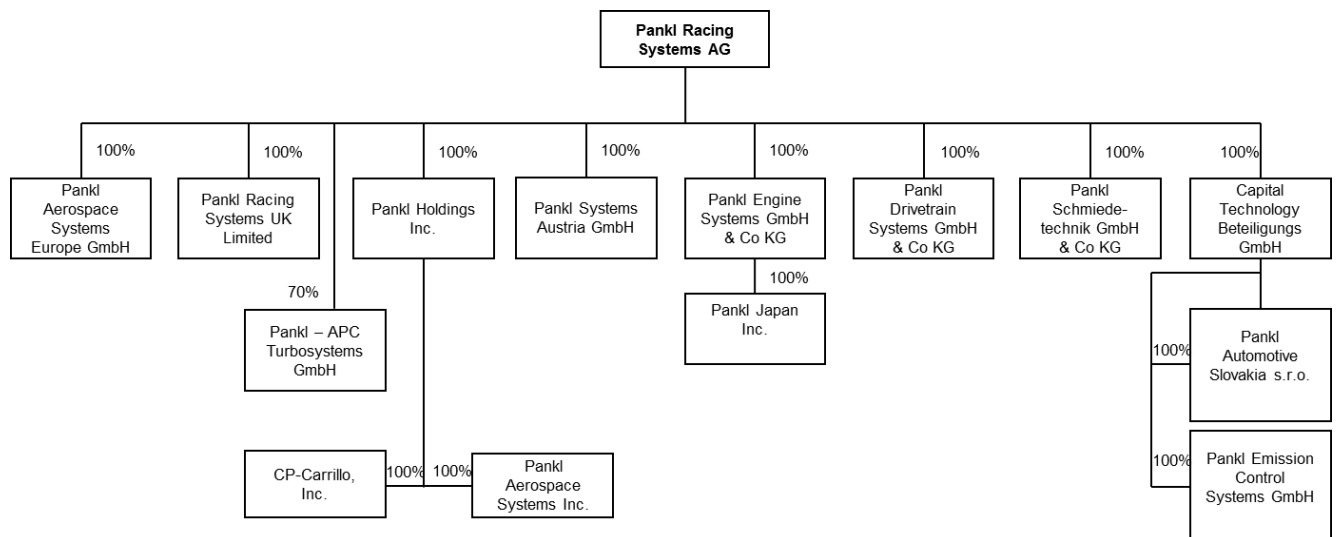 Pankl Racing
Systems AG
100%
100%
100%
100%
100%
100%
100%
100%
Pankl
Aerospace
Systems
Europe GmbH
Pankl Racing
Systems UK
Limited
Pankl Holdings
Inc.
Pankl Systems
Austria GmbH
Pankl Engine
Systems GmbH
& Co KG
Pankl
Drivetrain
Systems GmbH
& Co KG
Pankl
Schmiede-
technik GmbH
& Co KG
Capital
Technology
Beteiligungs
GmbH
70%
100%
Pankl – APC
Turbosystems
GmbH
Pankl Japan
Inc.
100%
Pankl
Automotive
Slovakia s.r.o.
CP-Carrillo,
Inc.
100%
100%
Pankl
Aerospace
Systems Inc.
100%
Pankl Emission
Control
Systems GmbH